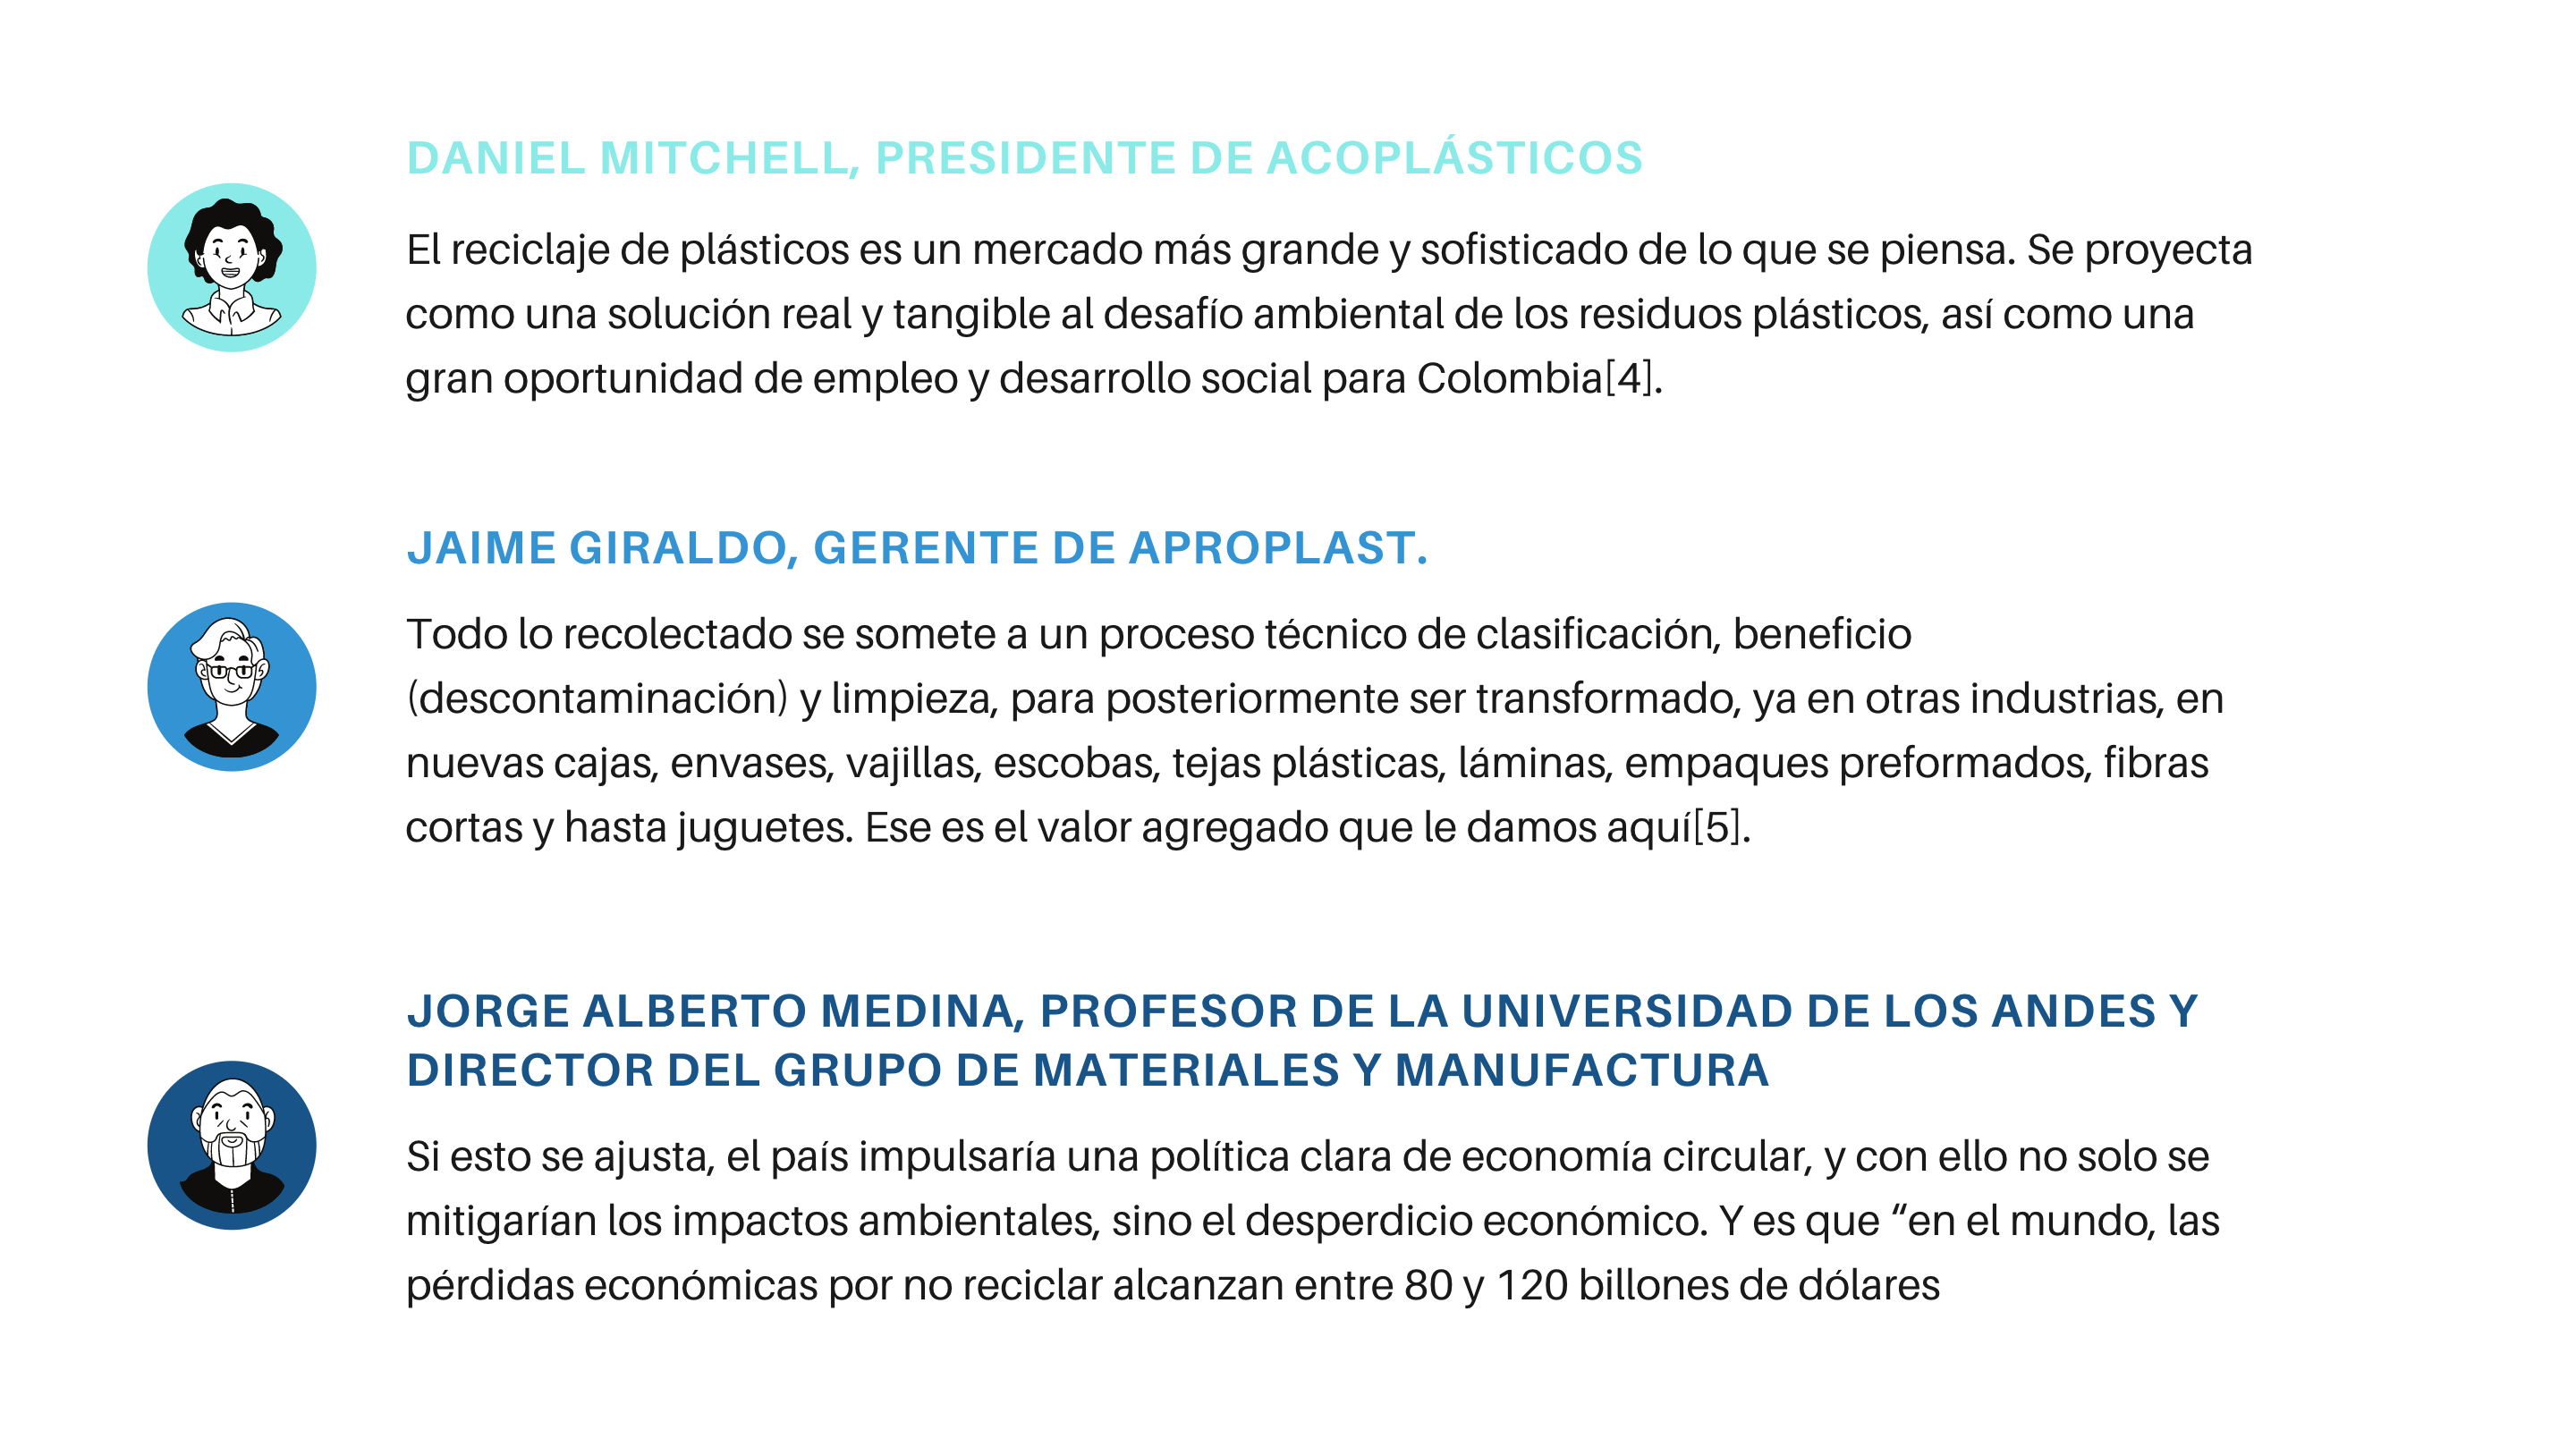 DANIEL MITCHELL, PRESIDENTE DE ACOPLÁSTICOS
El reciclaje de plásticos es un mercado más grande y sofisticado de lo que se piensa. Se proyecta
como una solución real y tangible al desafío ambiental de los residuos plásticos, así como una
gran oportunidad de empleo y desarrollo social para Colombia[4].
JAIME GIRALDO, GERENTE DE APROPLAST.
Todo lo recolectado se somete a un proceso técnico de clasificación, beneficio
(descontaminación) y limpieza, para posteriormente ser transformado, ya en otras industrias, en
nuevas cajas, envases, vajillas, escobas, tejas plásticas, láminas, empaques preformados, fibras
cortas y hasta juguetes. Ese es el valor agregado que le damos aquí[5].
JORGE ALBERTO MEDINA, PROFESOR DE LA UNIVERSIDAD DE LOS ANDES Y
DIRECTOR DEL GRUPO DE MATERIALES Y MANUFACTURA
Si esto se ajusta, el país impulsaría una política clara de economía circular, y con ello no solo se
mitigarían los impactos ambientales, sino el desperdicio económico. Y es que “en el mundo, las
pérdidas económicas por no reciclar alcanzan entre 80 y 120 billones de dólares